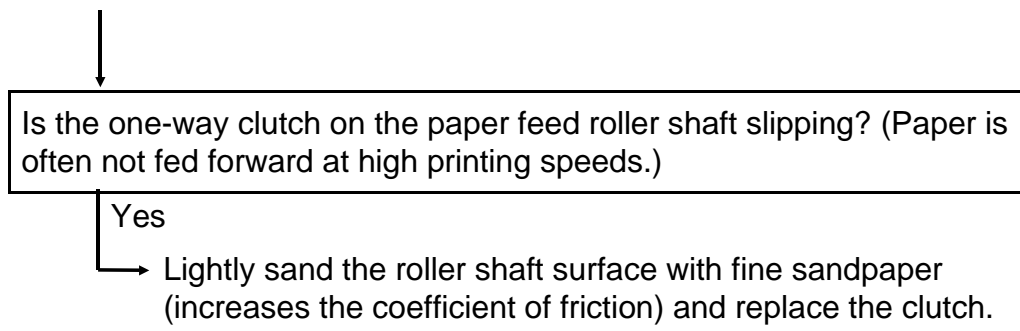 Is the one-way clutch on the paper feed roller shaft slipping? (Paper is
often not fed forward at high printing speeds.)
Yes
Lightly sand the roller shaft surface with fine sandpaper
(increases the coefficient of friction) and replace the clutch.